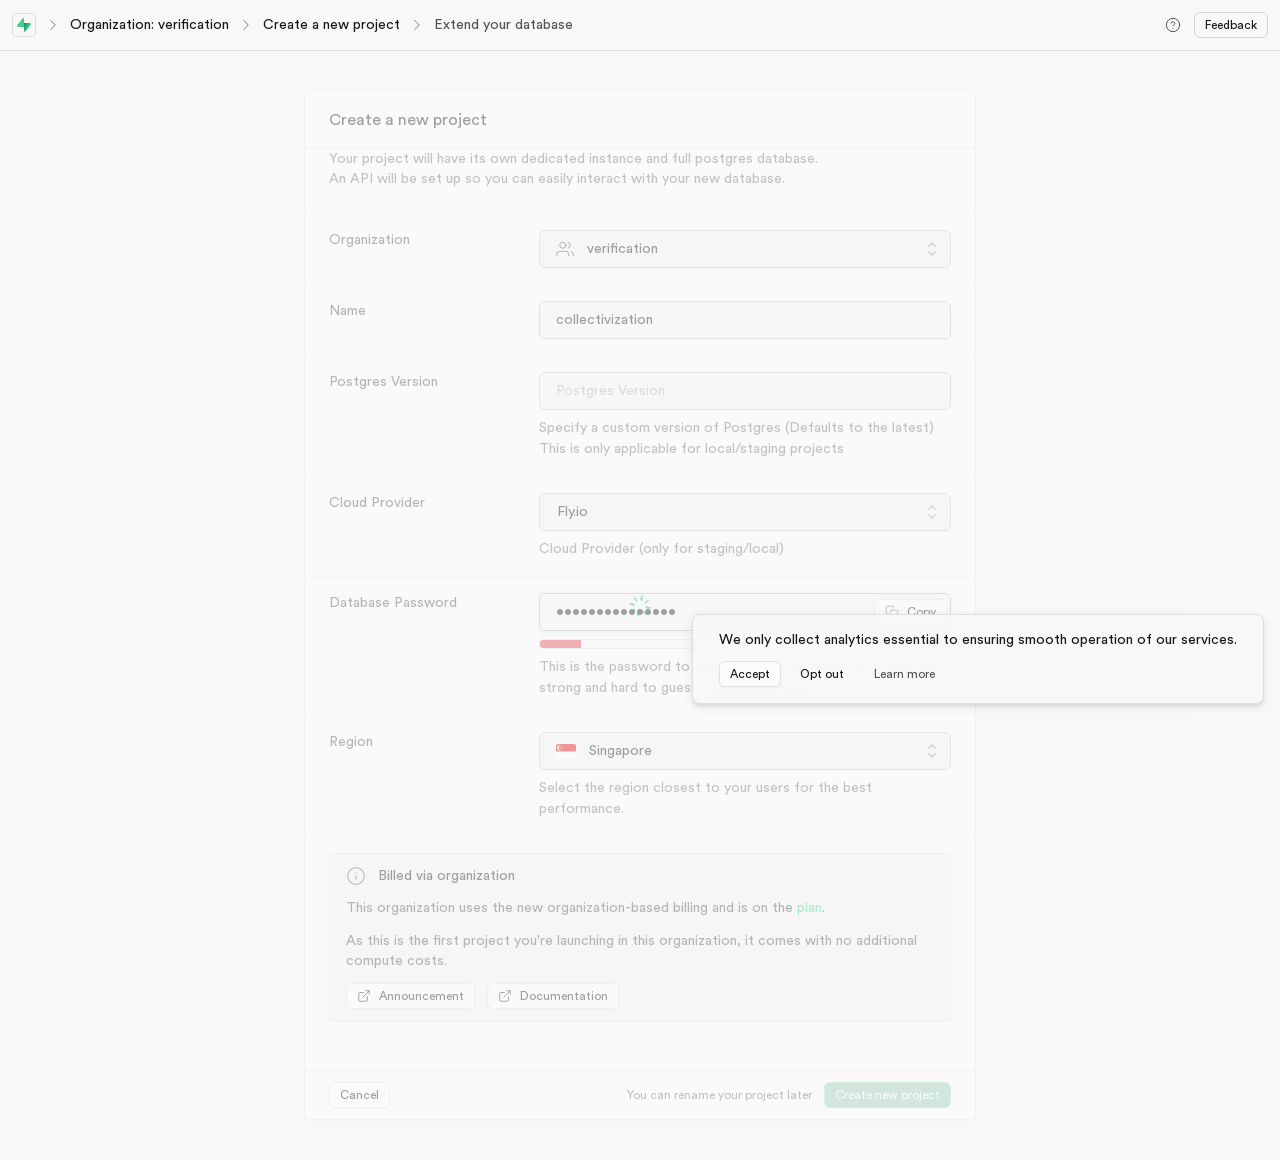 Organization: verification
Create a new project
Extend your database
Feedback
Create a new project
Your project will have its own dedicated instance and full postgres database.
An API will be set up so you can easily interact with your new database.
Organization
verification
Name
collectivization
Postgres Version
Postgres Version
Specify a custom version of Postgres (Defaults to the latest)
This is only applicable for local/staging projects
Cloud Provider
Fly.io
Cloud Provider (only for staging/local)
Database Password
Copy
This is the password to
strong and hard to
We only collect analytics essential to ensuring smooth operation of our services.
Accept
Opt out
Learn more
Region
Singapore
Select the region closest to your users for the best
performance.
Billed via organization
This organization uses the new organization-based billing and is on the plan.
As this is the first project you're launching in this organization, it comes with no additional
compute costs.
Announcement
Documentation
Cancel
You can rename your project later
Create new project